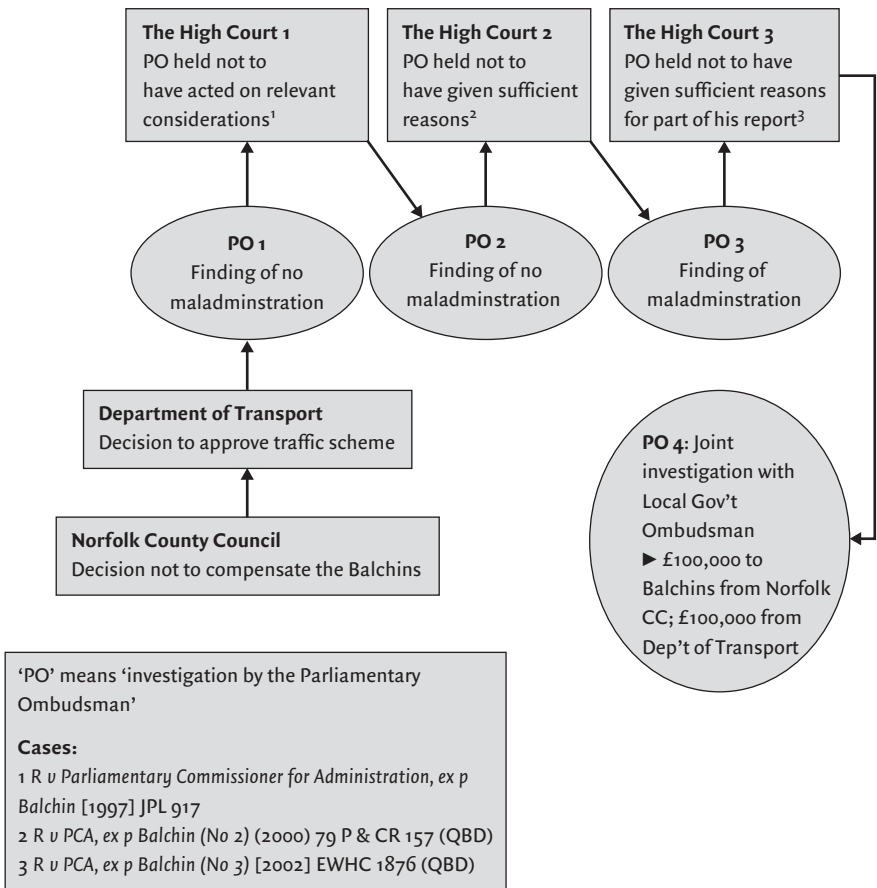 The High Court 1
PO held not to
have acted on relevant
considerations¹
The High Court 2
PO held not to
have given sufficient
reasons²
The High Court 3
PO held not to have
given sufficient reasons
for part of his report³
PO 1
Finding of no
maladminstration
PO 2
Finding of no
maladminstration
PO 3
Finding of
maladminstration
Department of Transport
Decision to approve traffic scheme
Norfolk County Council
Decision not to compensate the Balchins
PO 4: Joint
investigation with
Local Gov't
Ombudsman
► £100,000 to
Balchins from Norfolk
CC; £100,000 from
Dep't of Transport
'PO' means 'investigation by the Parliamentary
Ombudsman'
Cases:
1 R v Parliamentary Commissioner for Administration, ex p
Balchin [1997] JPL 917
2 R v PCA, ex p Balchin (No 2) (2000) 79 P & CR 157 (QBD)
3 R v PCA, ex p Balchin (No 3) [2002] EWHC 1876 (QBD)